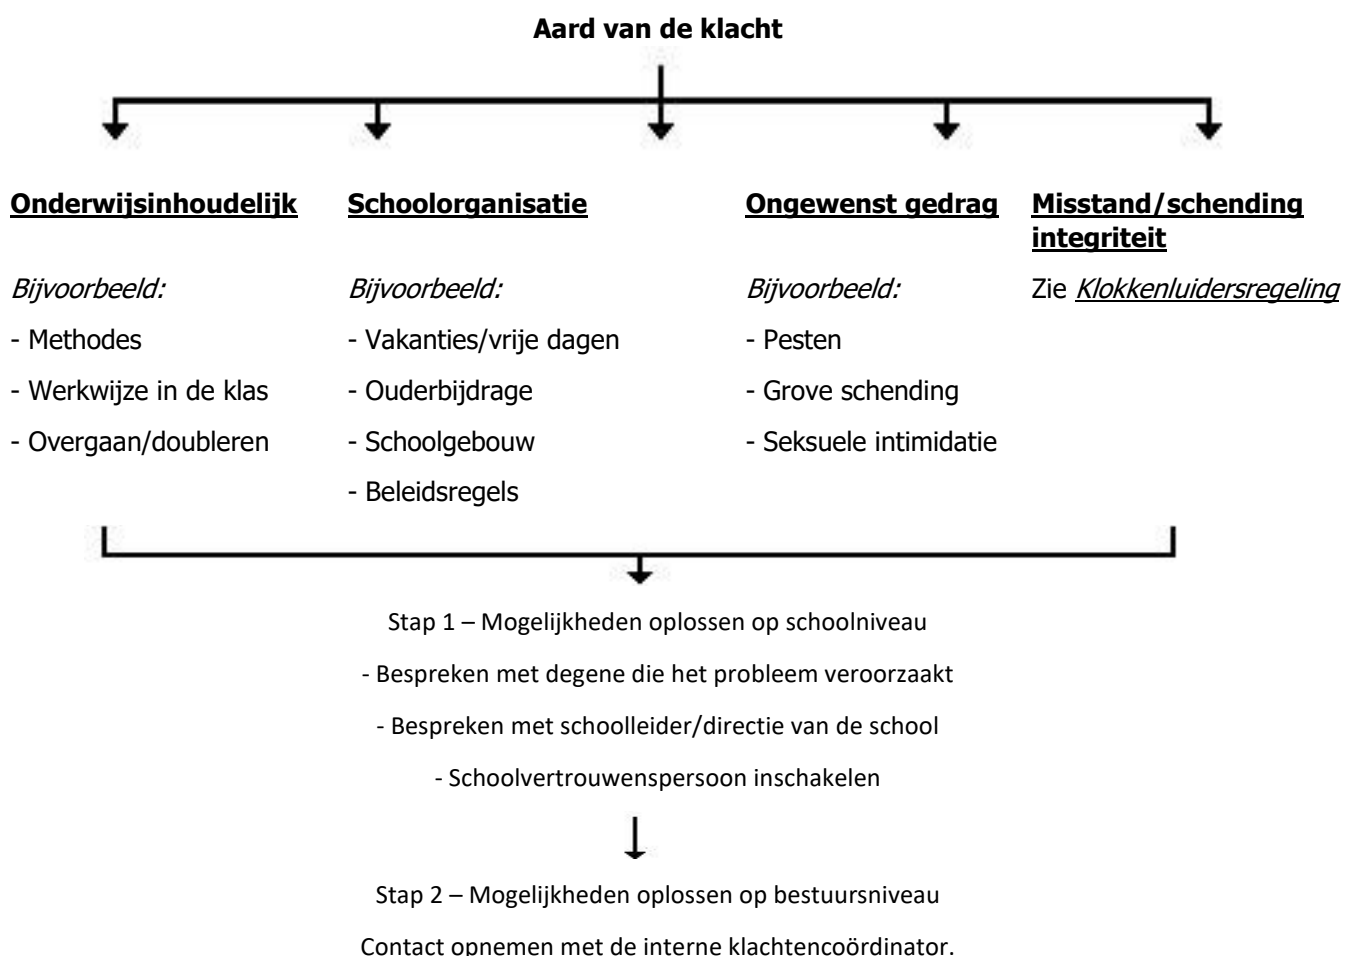 Aard van de klacht
Onderwijsinhoudelijk
Bijvoorbeeld:
- Methodes
- Werkwijze in de klas
- Overgaan/doubleren
Schoolorganisatie
Bijvoorbeeld:
- Vakanties/vrije dagen
- Ouderbijdrage
- Schoolgebouw
- Beleidsregels
Ongewenst gedrag
Bijvoorbeeld:
- Pesten
- Grove schending
- Seksuele intimidatie
Misstand/schending
integriteit
Zie Klokkenluidersregeling
Stap 1 – Mogelijkheden oplossen op schoolniveau
- Bespreken met degene die het probleem veroorzaakt
- Bespreken met schoolleider/directie van de school
- Schoolvertrouwenspersoon inschakelen
Stap 2 – Mogelijkheden oplossen op bestuursniveau
Contact opnemen met de interne klachtencoördinator.